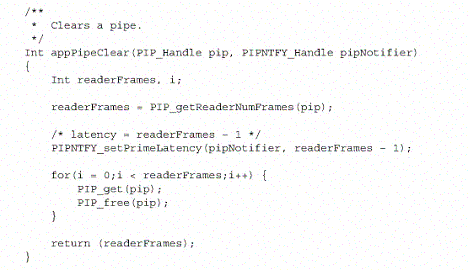 /**
 *  Clears a pipe.
 */
Int appPipeClear(PIP_Handle pip, PIPNTFY_Handle pipNotifier)
{
    Int readerFrames, i;

    readerFrames = PIP_getReaderNumFrames(pip);

    /* latency = readerFrames - 1 */
    PIPNTFY_setPrimeLatency(pipNotifier, readerFrames - 1);

    for(i = 0;i < readerFrames;i++) {
        PIP_get(pip);
        PIP_free(pip);
    }

    return (readerFrames);
}